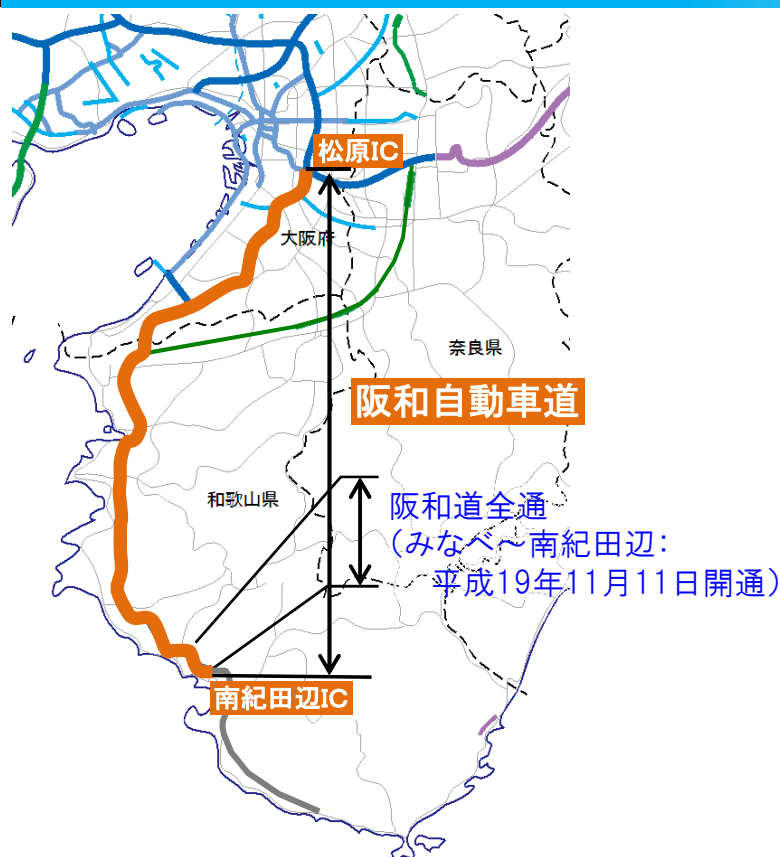 松原IC
大阪府
奈良県
阪和自動車道
和歌山県
阪和道全通
(みなべ~南紀田辺:
平成19年11月11日開通)
南紀田辺IC